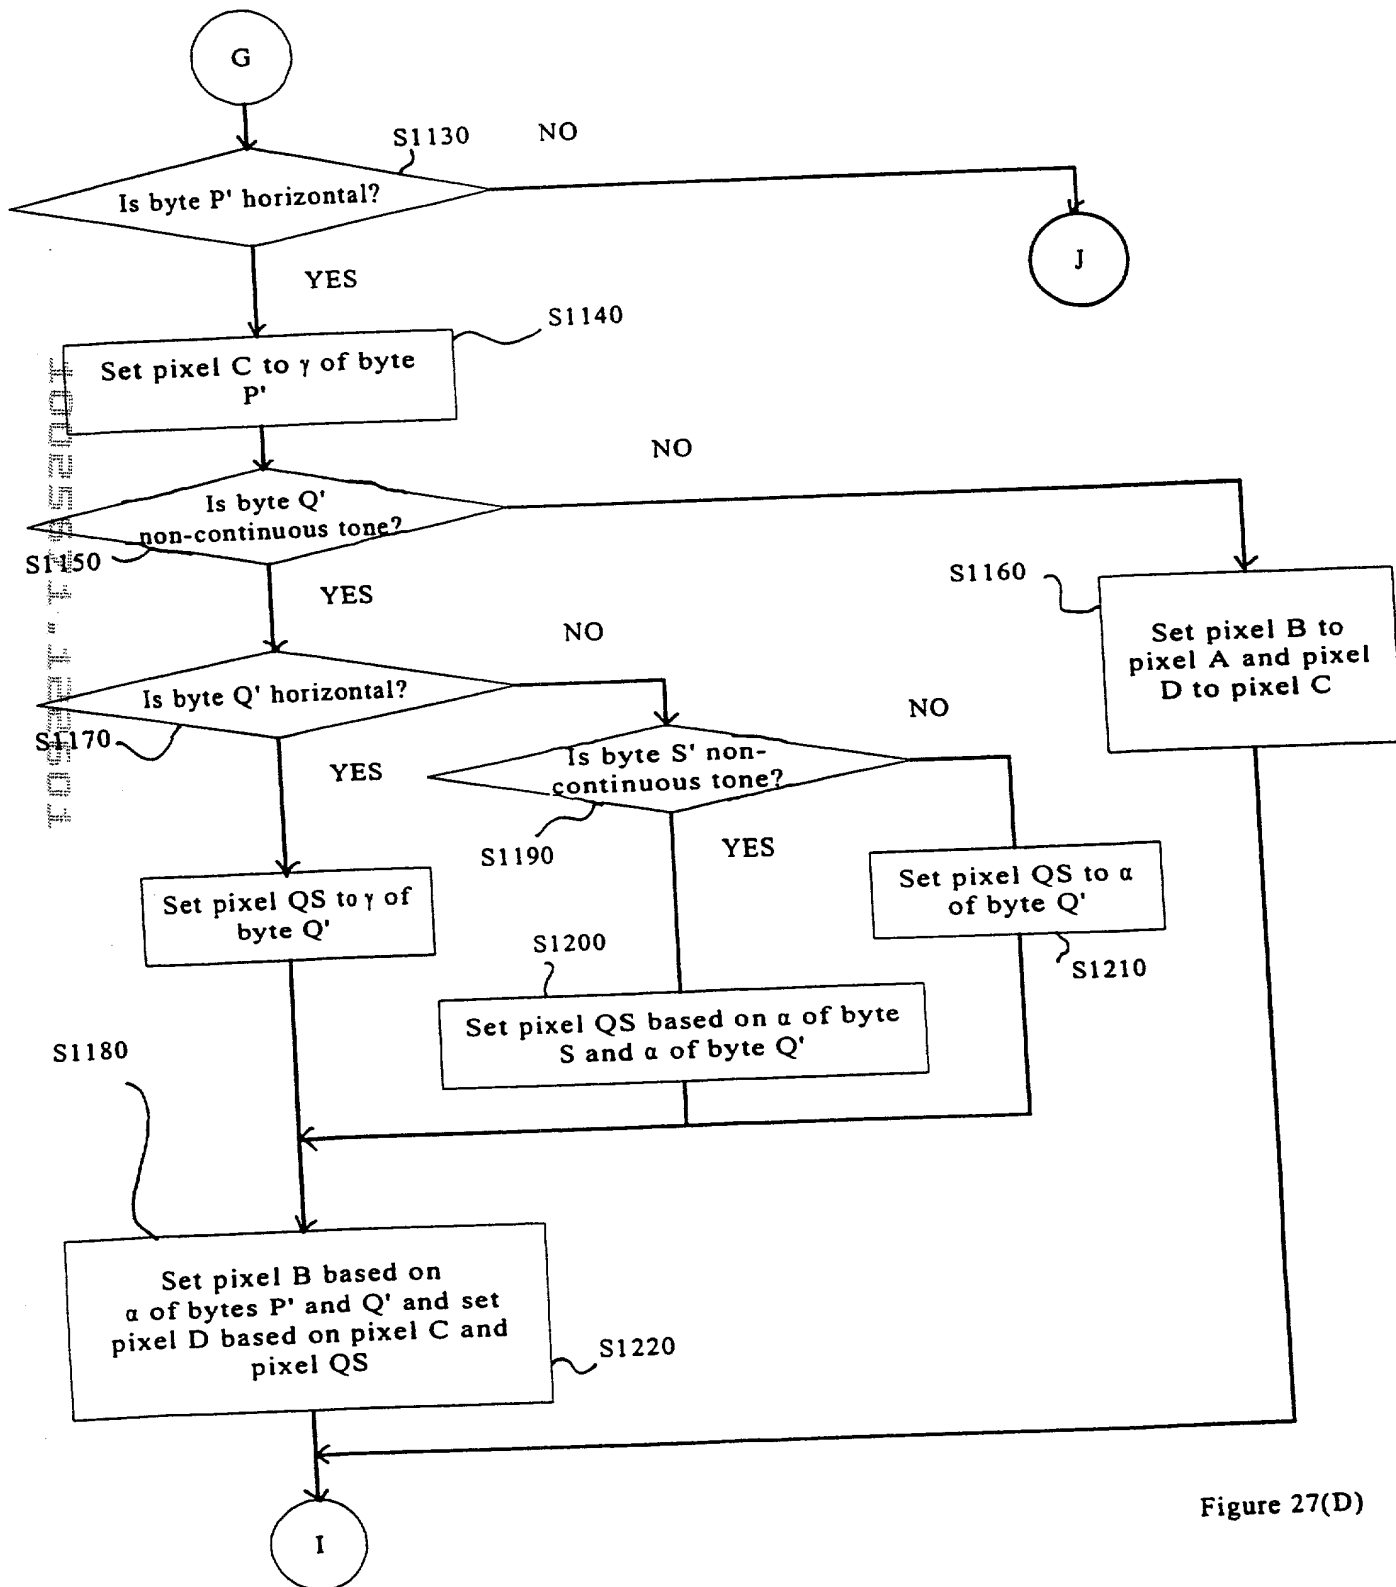 G
S1130
NO
Is byte P' horizontal?
J
YES
S1140
Set pixel C to γ of byte
P'
NO
Is byte Q'
non-continuous tone?
S1150
S1160
YES
Set pixel B to
pixel A and pixel
D to pixel C
NO
Is byte Q' horizontal?
NO
S1170
Is byte S' non-
continuous tone?
YES
S1190
YES
Set pixel QS to α
of byte Q'
Set pixel QS to γ of
byte Q'
S1200
S1210
Set pixel QS based on α of byte
S and α of byte Q'
S1180
Set pixel B based on
α of bytes P' and Q' and set
pixel D based on pixel C and
pixel QS
S1220
Figure 27(D)
I